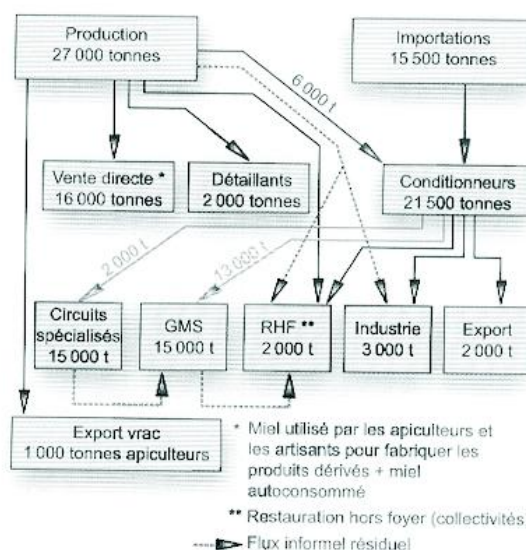 Production
27 000 tonnes
Importations
15 500 tonnes
6 000 t
Vente directe *
16 000 tonnes
Détaillants
2 000 tonnes
Conditionneurs
21 500 tonnes
2 000 t
13 000 t
Circuits
spécialisés
15 000 t
GMS
15 000 t
RHF **
2 000 t
Industrie
3 000 t
Export
2 000 t
Export vrac
1 000 tonnes apiculteurs
* Miel utilisé par les apiculteurs et
les artisants pour fabriquer les
produits dérivés + miel
autoconsommé
** Restauration hors foyer (collectivités
Flux informel résiduel